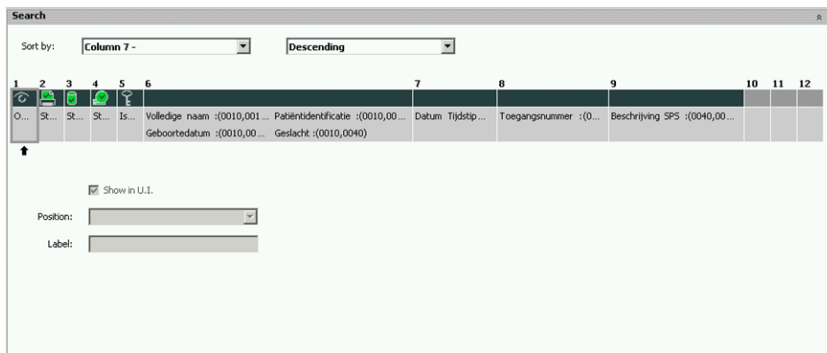 Search
Sort by: Column 7 - Descending
1 2 3 4 5 6 7 8 9 10 11 12
O... St... St... St... Is... Volledige naam :(0010,001... Patiëntidentificatie :(0010,00... Datum Tijdstip... Toegangsnummer :(0... Beschrijving SPS :(0040,00...
Geboortedatum :(0010,00... Geslacht :(0010,0040)
Show in U.I.
Position:
Label: